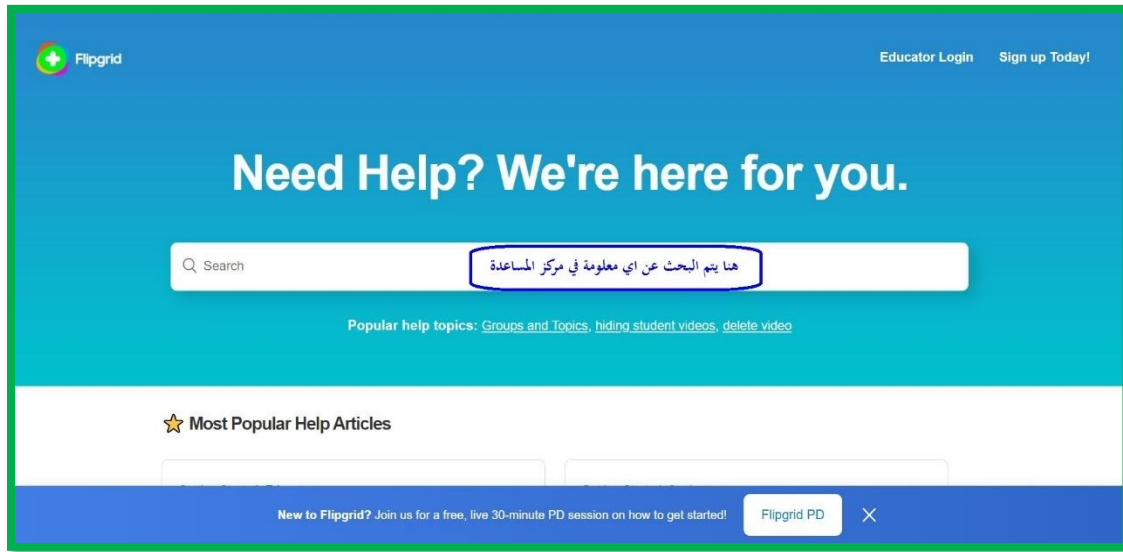 Flipgrid
Educator Login Sign up Today!
Need Help? We're here for you.
Search
هنا يتم البحث عن اي معلومة في مركز المساعدة
Popular help topics: Groups and Topics, hiding student videos, delete video
Most Popular Help Articles
New to Flipgrid? Join us for a free, live 30-minute PD session on how to get started! Flipgrid PD